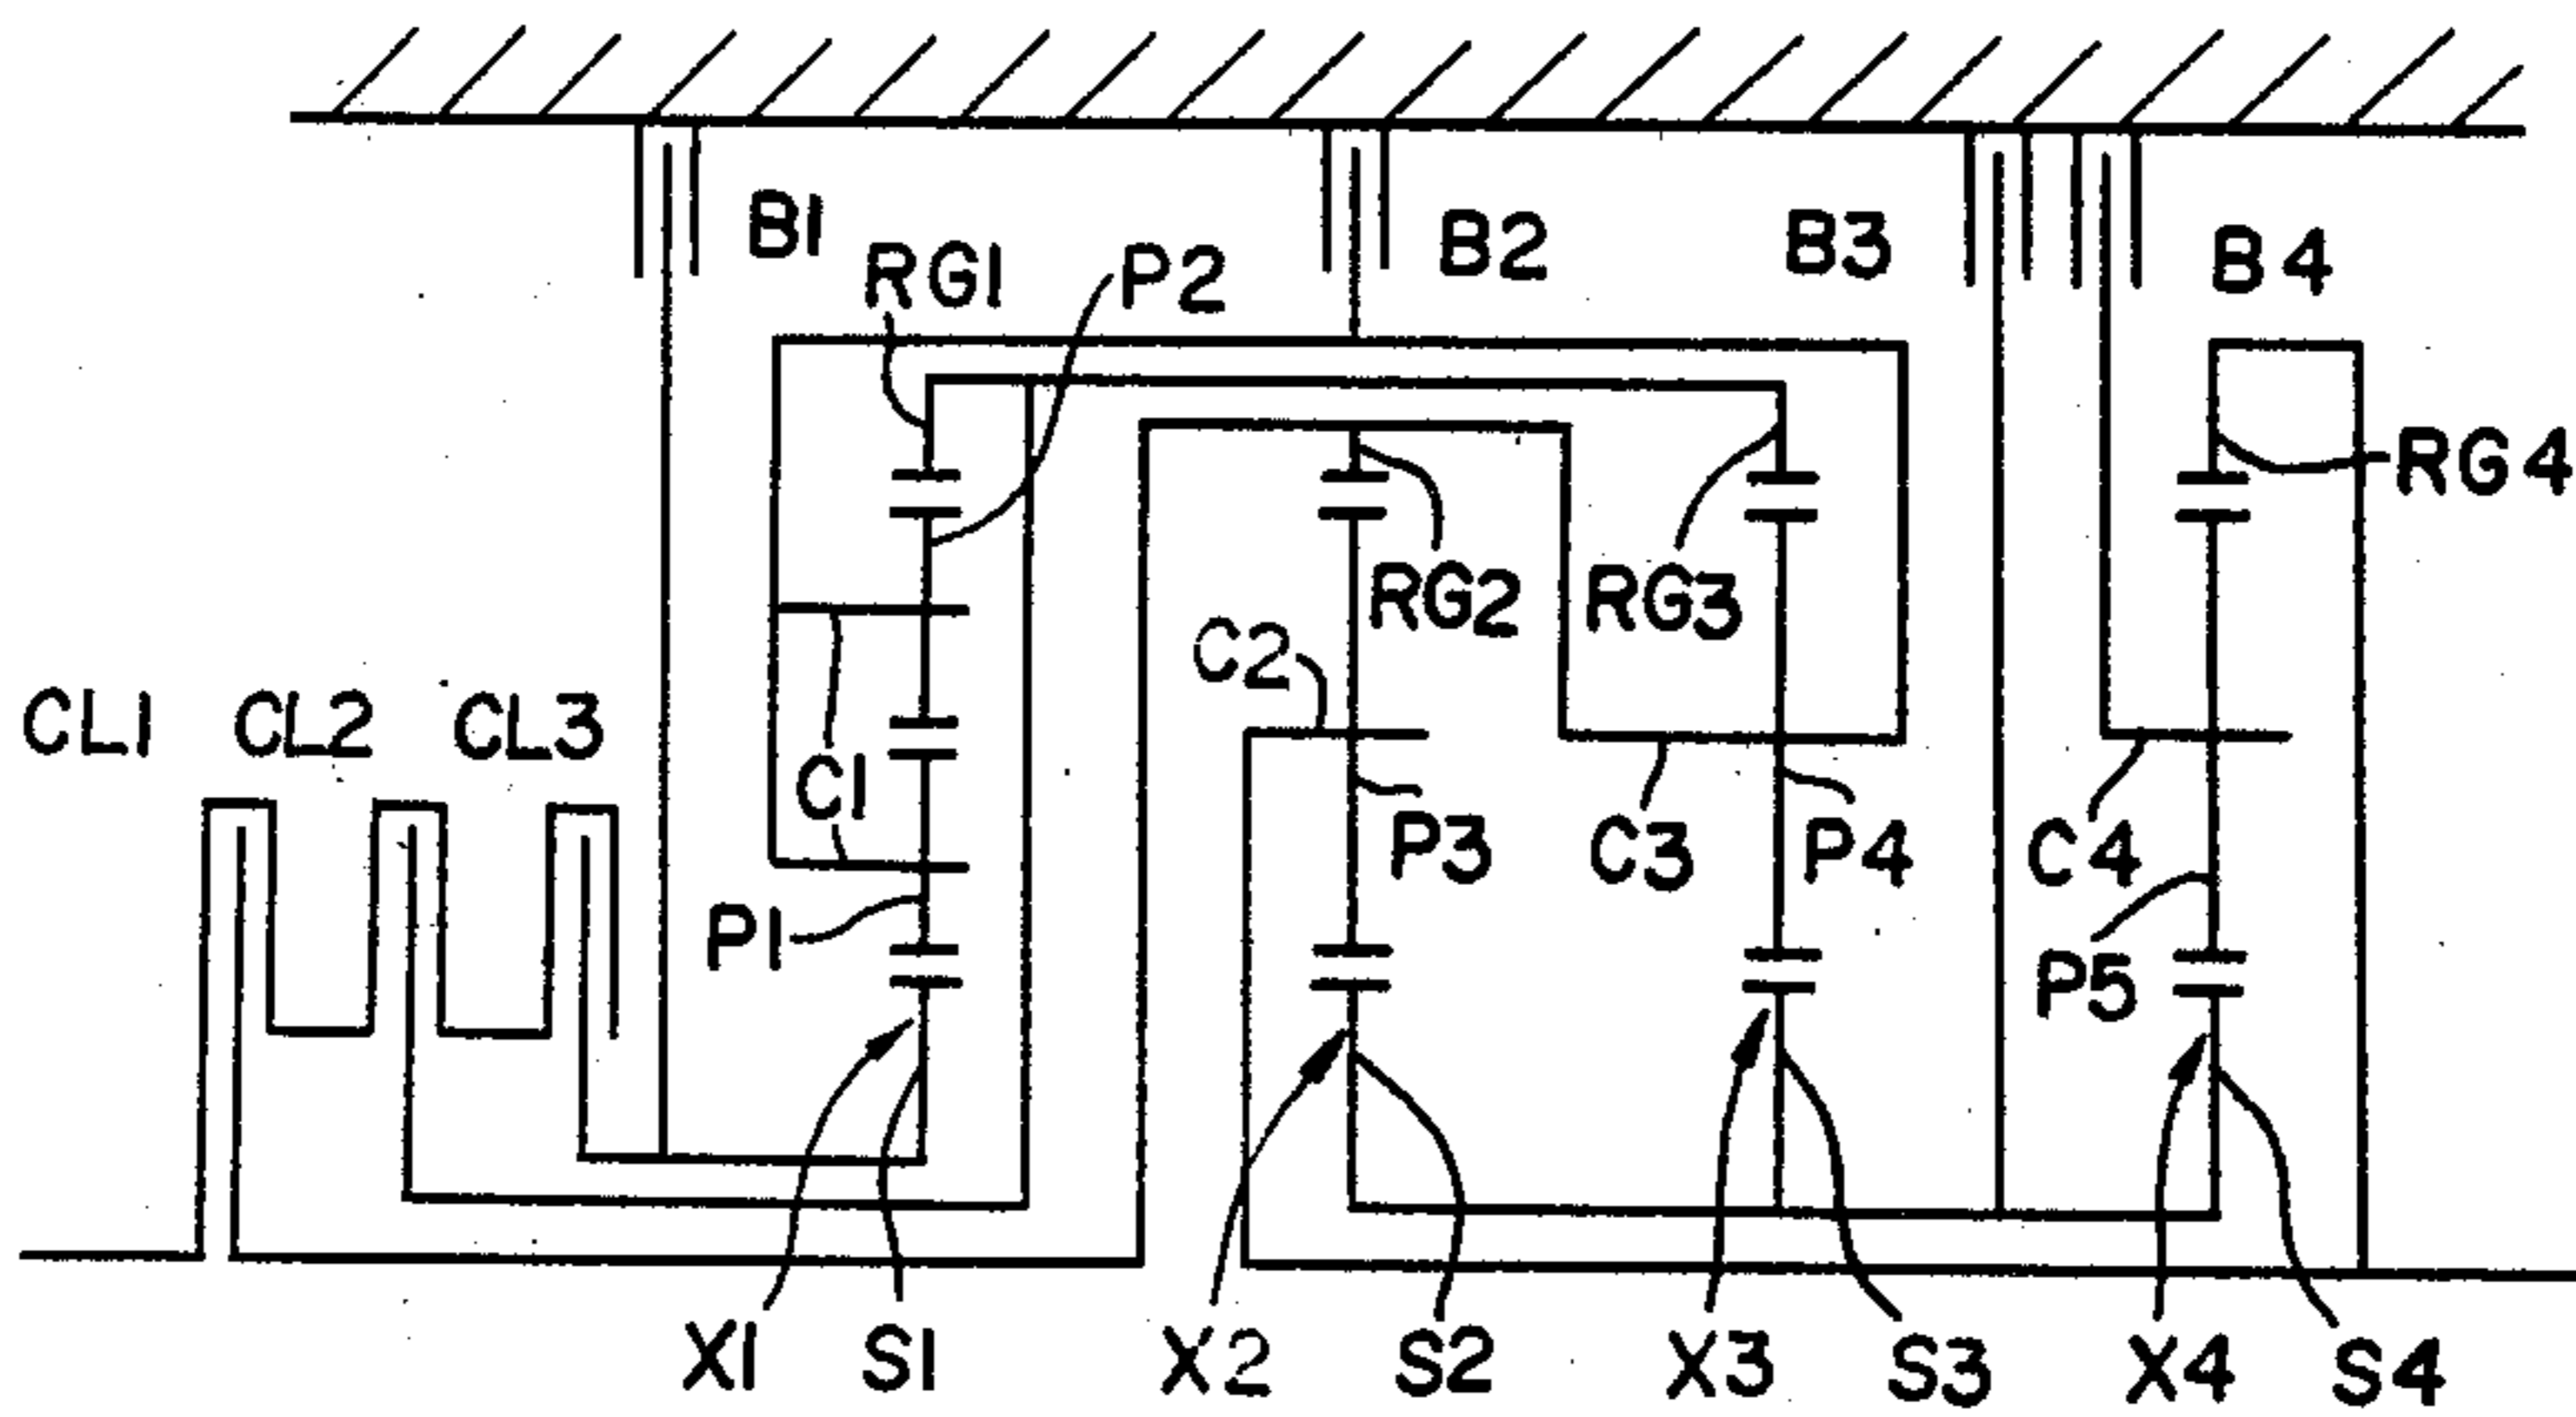 B1
B2
B3
B4
RG1
P2
RG4
RG2
RG3
C2
CL1
CL2
CL3
C1
P3
C3
P4
C4
P1
P5
X1
S1
X2
S2
X3
S3
X4
S4